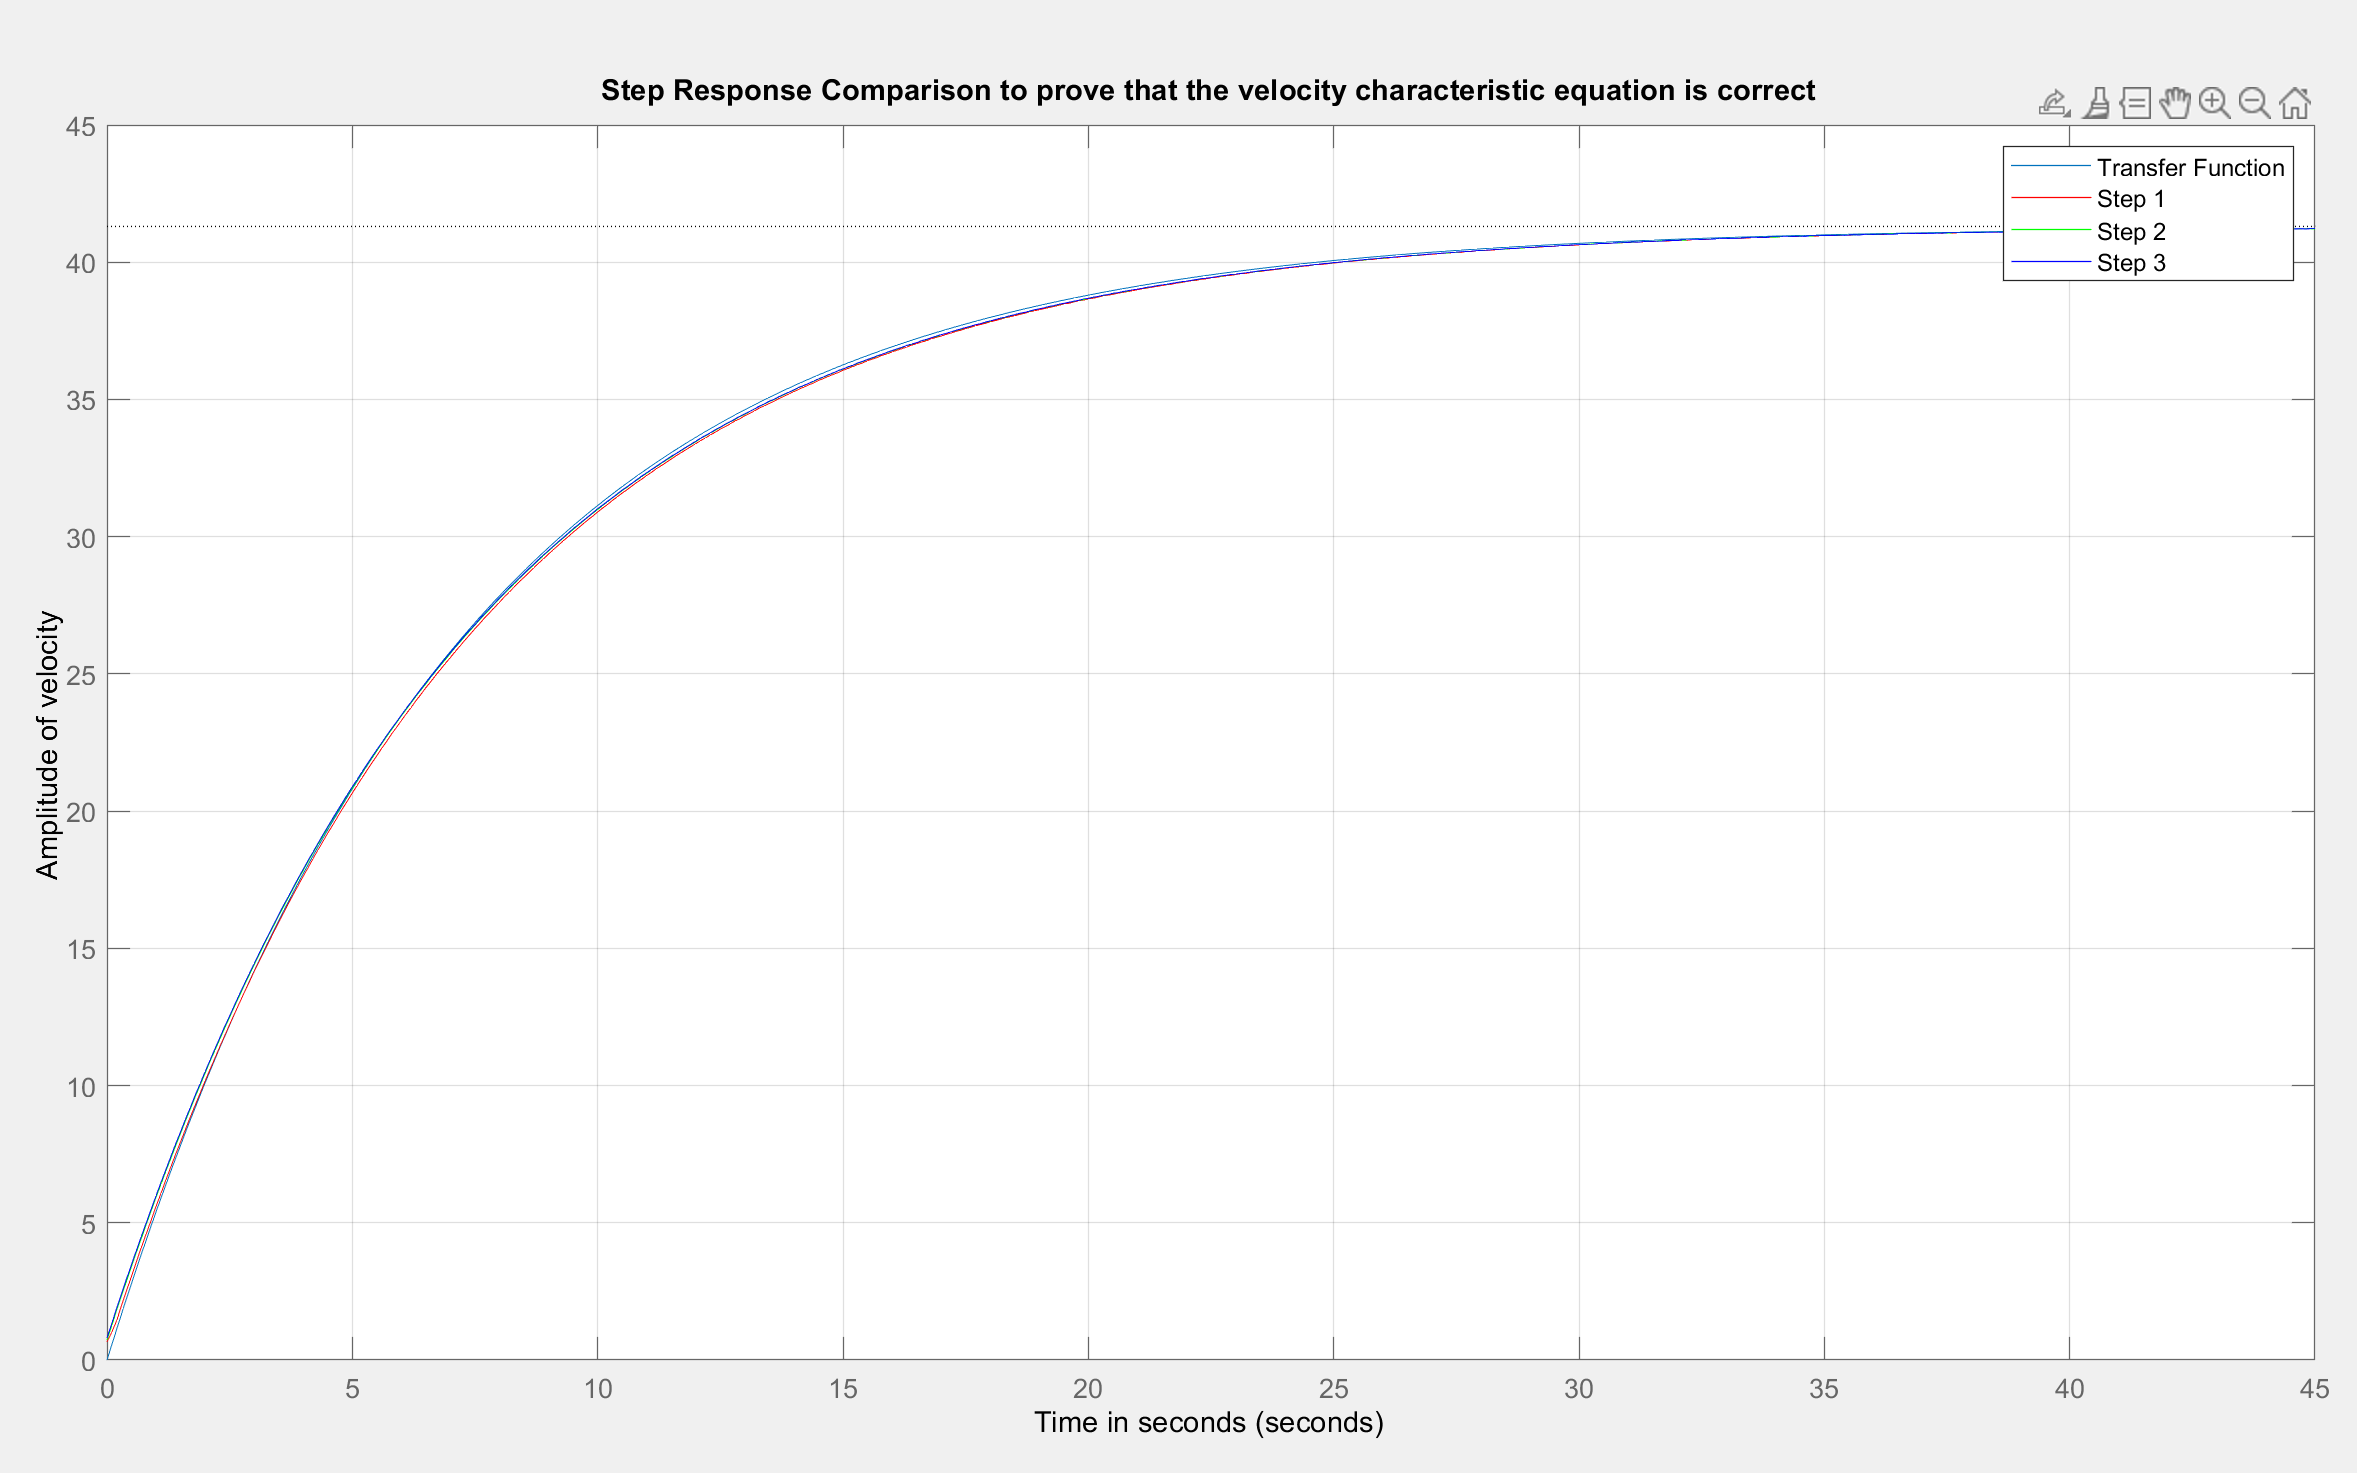 Step Response Comparison to prove that the velocity characteristic equation is correct
45
40
35
30
25
20
15
10
5
0
Amplitude of velocity
Transfer Function
Step 1
Step 2
Step 3
0 5 10 15 20 25 30 35 40 45
Time in seconds (seconds)